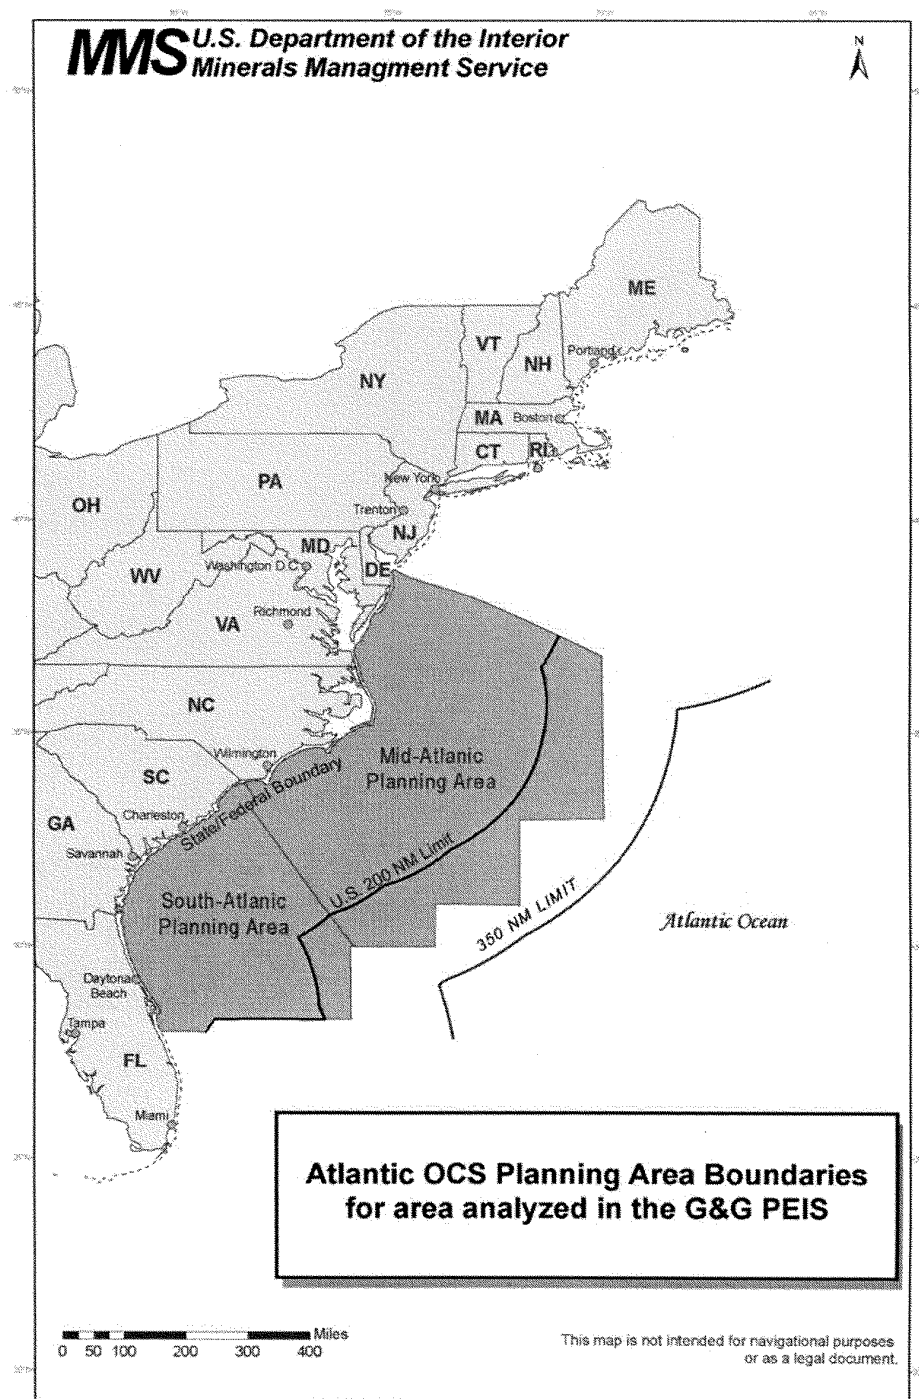 MMS U.S. Department of the Interior
Minerals Managment Service
N
ME
VT
NH
Portland
NY
MA
Boston
CT
RI
PA
New York
OH
Trenton
NJ
MD
Washington D.C
DE
WV
Richmond
VA
NC
Wilmington
Mid-Atlanic
Planning Area
SC
State/Federal Boundary
Charleston
GA
Savannah
U.S. 200 NM Limit
South-Atlanic
Planning Area
350 NM LIMIT
Atlantic Ocean
Daytona
Beach
Tampa
FL
Miami
Atlantic OCS Planning Area Boundaries
for area analyzed in the G&G PEIS
Miles
0 50 100 200 300 400
This map is not intended for navigational purposes
or as a legal document.